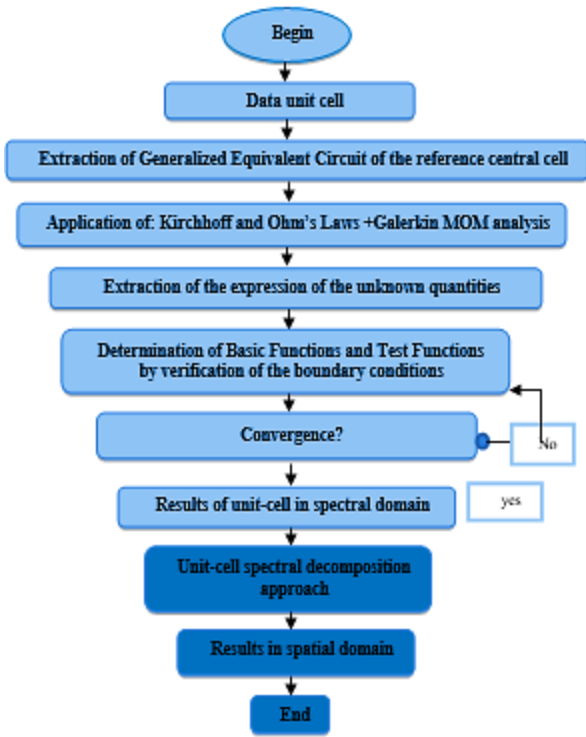 Begin
Data unit cell
Extraction of Generalized Equivalent Circuit of the reference central cell
Application of: Kirchhoff and Ohm's Laws +Galerkin MOM analysis
Extraction of the expression of the unknown quantities
Determination of Basic Functions and Test Functions
by verification of the boundary conditions
Convergence?
No
Results of unit-cell in spectral domain
yes
Unit-cell spectral decomposition
approach
Results in spatial domain
End